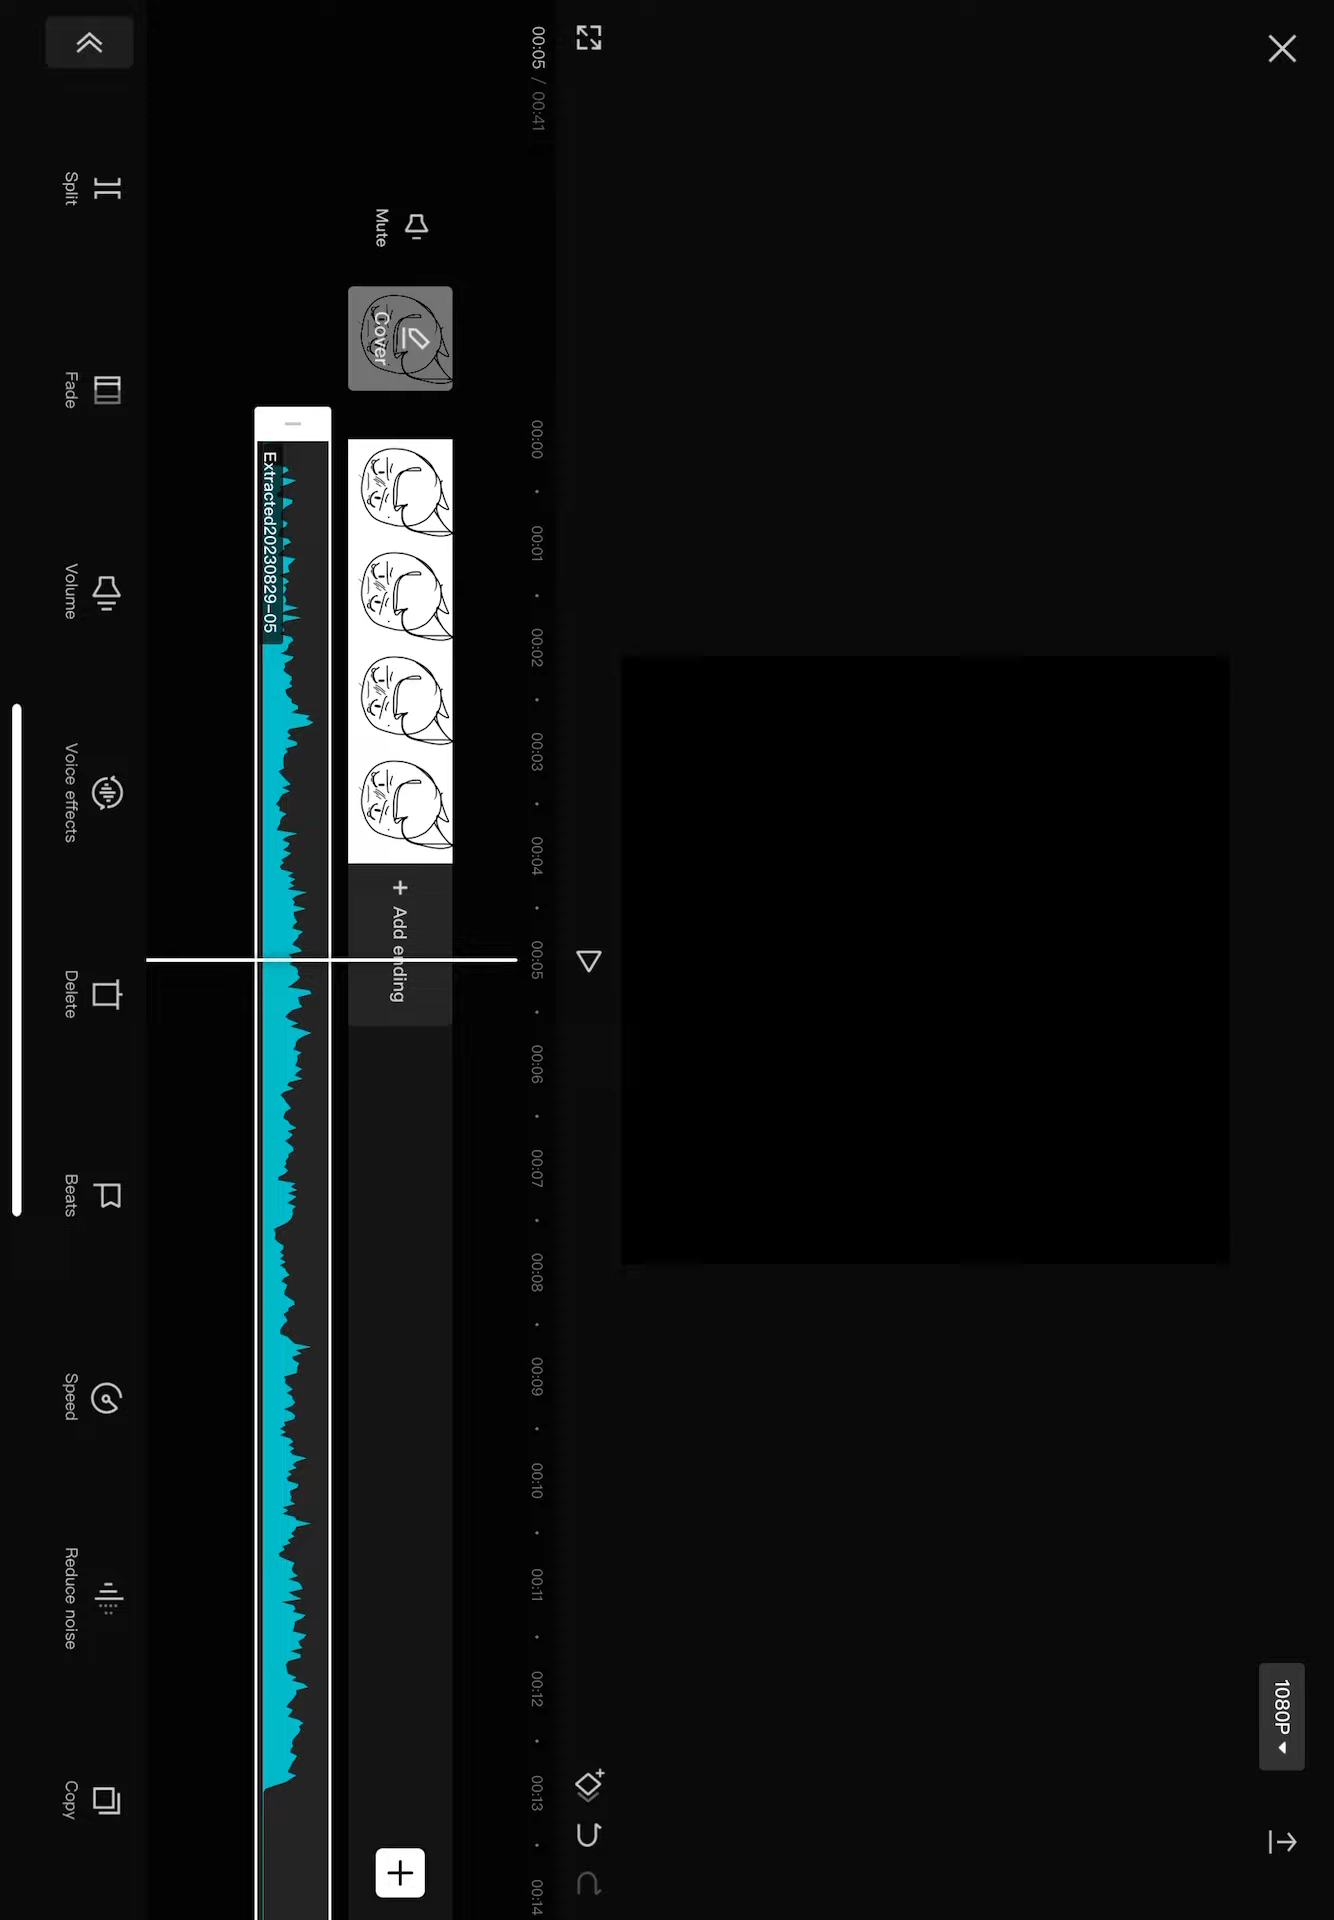 1080P
00:05 / 00:41
00:00
00:01
00:02
00:03
00:04
00:05
00:06
00:07
00:08
00:09
00:10
00:11
00:12
00:13
00:14
Mute
Cover
+ Add ending
Extracted20230829-05
Split
Fade
Volume
Voice effects
Delete
Beats
Speed
Reduce noise
Copy